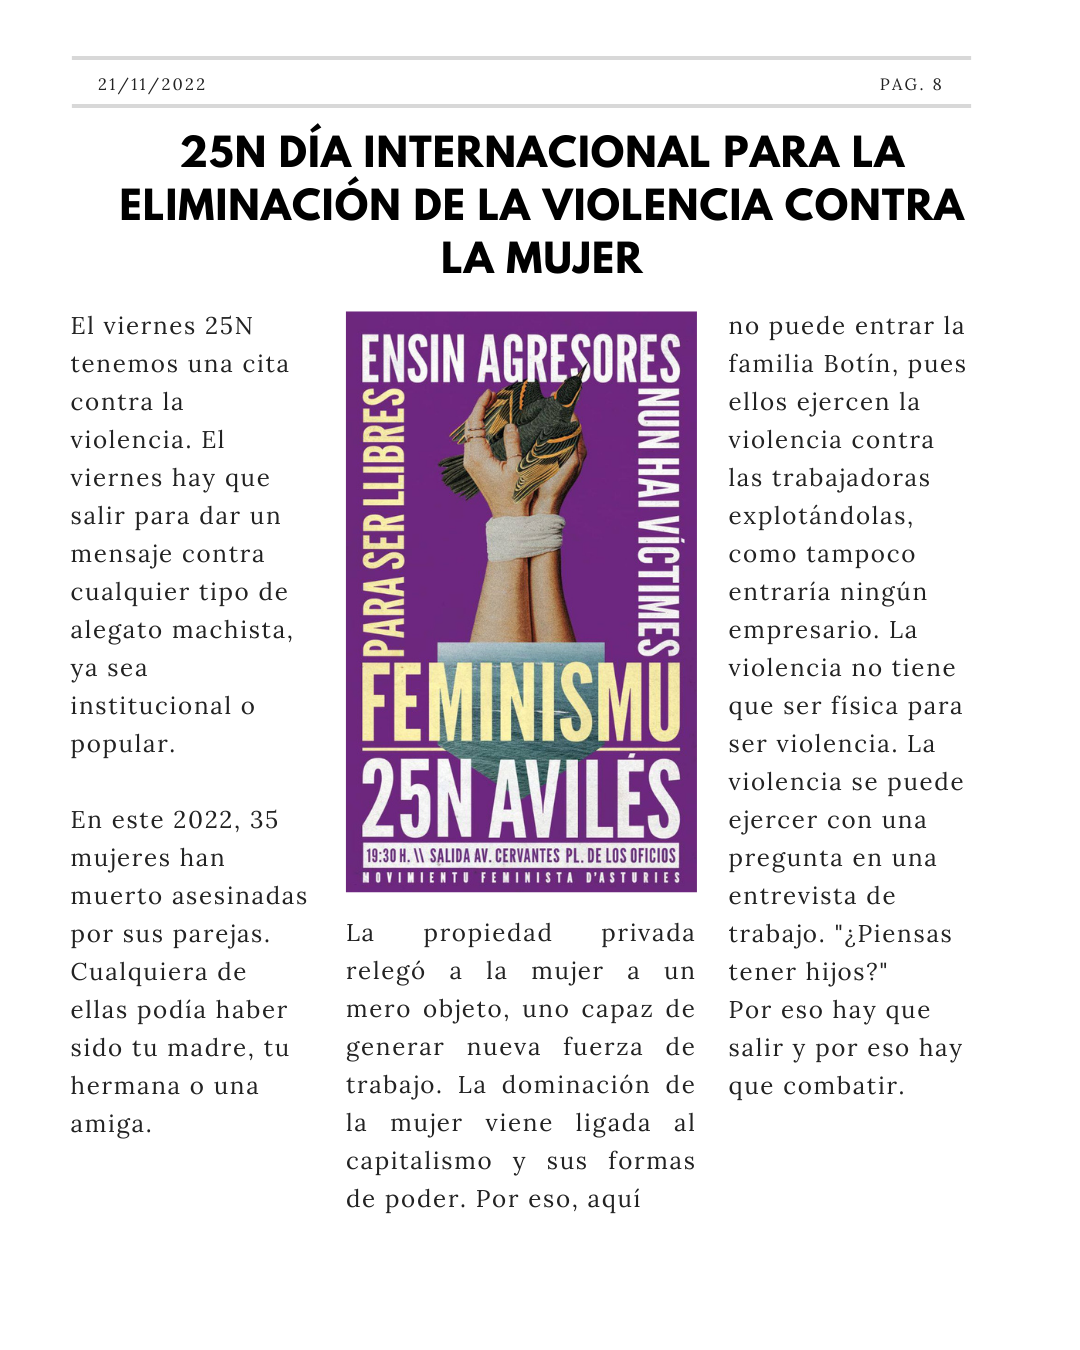 21/11/2022
PAG. 8
25N DÍA INTERNACIONAL PARA LA
ELIMINACIÓN DE LA VIOLENCIA CONTRA
LA MUJER
El viernes 25N
tenemos una cita
contra la
violencia. El
viernes hay que
salir para dar un
mensaje contra
cualquier tipo de
alegato machista,
ya sea
institucional o
popular.
En este 2022, 35
mujeres han
muerto asesinadas
por sus parejas.
Cualquiera de
ellas podía haber
sido tu madre, tu
hermana o una
amiga.
ENSIN AGRESORES
NUN HAI VÍCTIMES
PARA SER LLIBRES
FEMINISMU
25N AVILÉS
19:30 H. \\ SALIDA AV. CERVANTES PL. DE LOS OFICIOS
MOVIMIENTU FEMINISTA D'ASTURIES
La propiedad privada
relegó a la mujer a un
mero objeto, uno capaz de
generar nueva fuerza de
trabajo. La dominación de
la mujer viene ligada al
capitalismo y sus formas
de poder. Por eso, aquí
no puede entrar la
familia Botín, pues
ellos ejercen la
violencia contra
las trabajadoras
explotándolas,
como tampoco
entraría ningún
empresario. La
violencia no tiene
que ser física para
ser violencia. La
violencia se puede
ejercer con una
pregunta en una
entrevista de
trabajo. "¿Piensas
tener hijos?"
Por eso hay que
salir y por eso hay
que combatir.